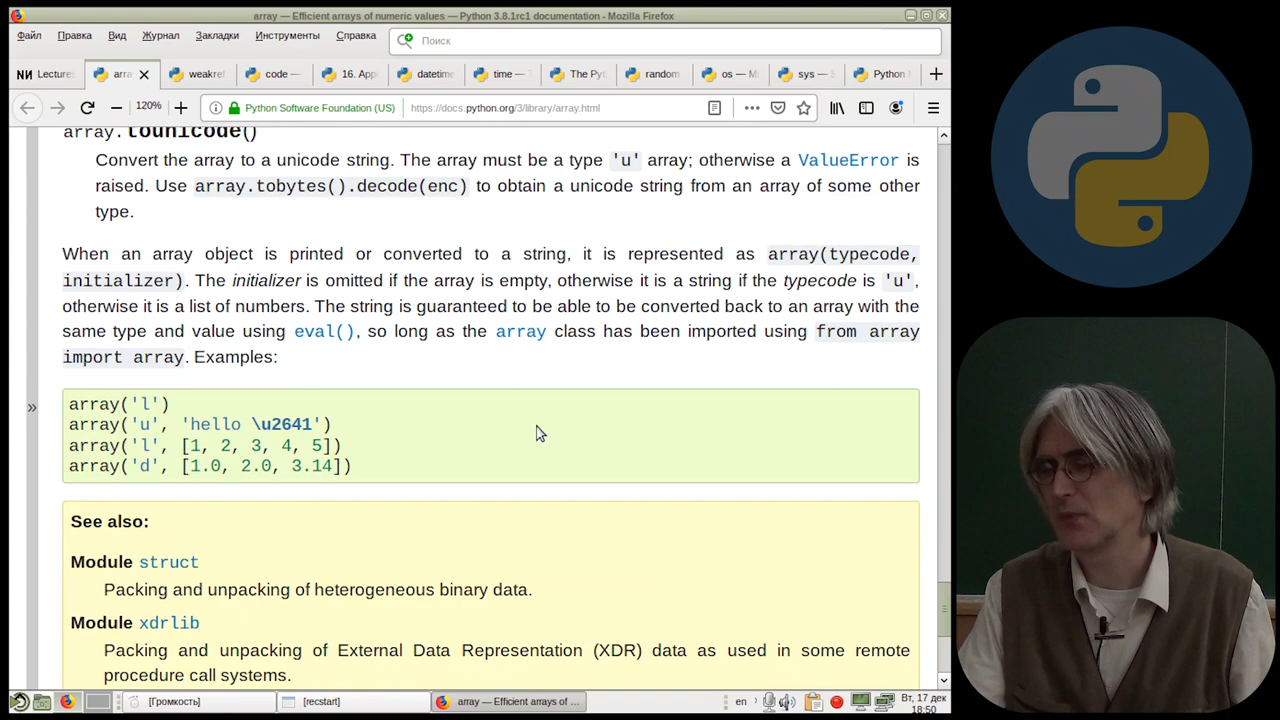 array — Efficient arrays of numeric values — Python 3.8.1rc1 documentation - Mozilla Firefox
Файл Правка Вид Журнал Закладки Инструменты Справка Поиск
Lecture arra weakref code — 16. App datetim time — T The Pyt random os — M sys — S Python
120% Python Software Foundation (US) https://docs.python.org/3/library/array.html
array.tounicode()
Convert the array to a unicode string. The array must be a type 'u' array; otherwise a ValueError is
raised. Use array.tobytes().decode(enc) to obtain a unicode string from an array of some other
type.
When an array object is printed or converted to a string, it is represented as array(typecode,
initializer). The initializer is omitted if the array is empty, otherwise it is a string if the typecode is 'u',
otherwise it is a list of numbers. The string is guaranteed to be able to be converted back to an array with the
same type and value using eval(), so long as the array class has been imported using from array
import array. Examples:
»
array('l')
array('u', 'hello \u2641')
array('l', [1, 2, 3, 4, 5])
array('d', [1.0, 2.0, 3.14])
See also:
Module struct
Packing and unpacking of heterogeneous binary data.
Module xdrlib
Packing and unpacking of External Data Representation (XDR) data as used in some remote
procedure call systems.
[Громкость] [recstart] array — Efficient arrays of ... en Вт, 17 дек
18:50